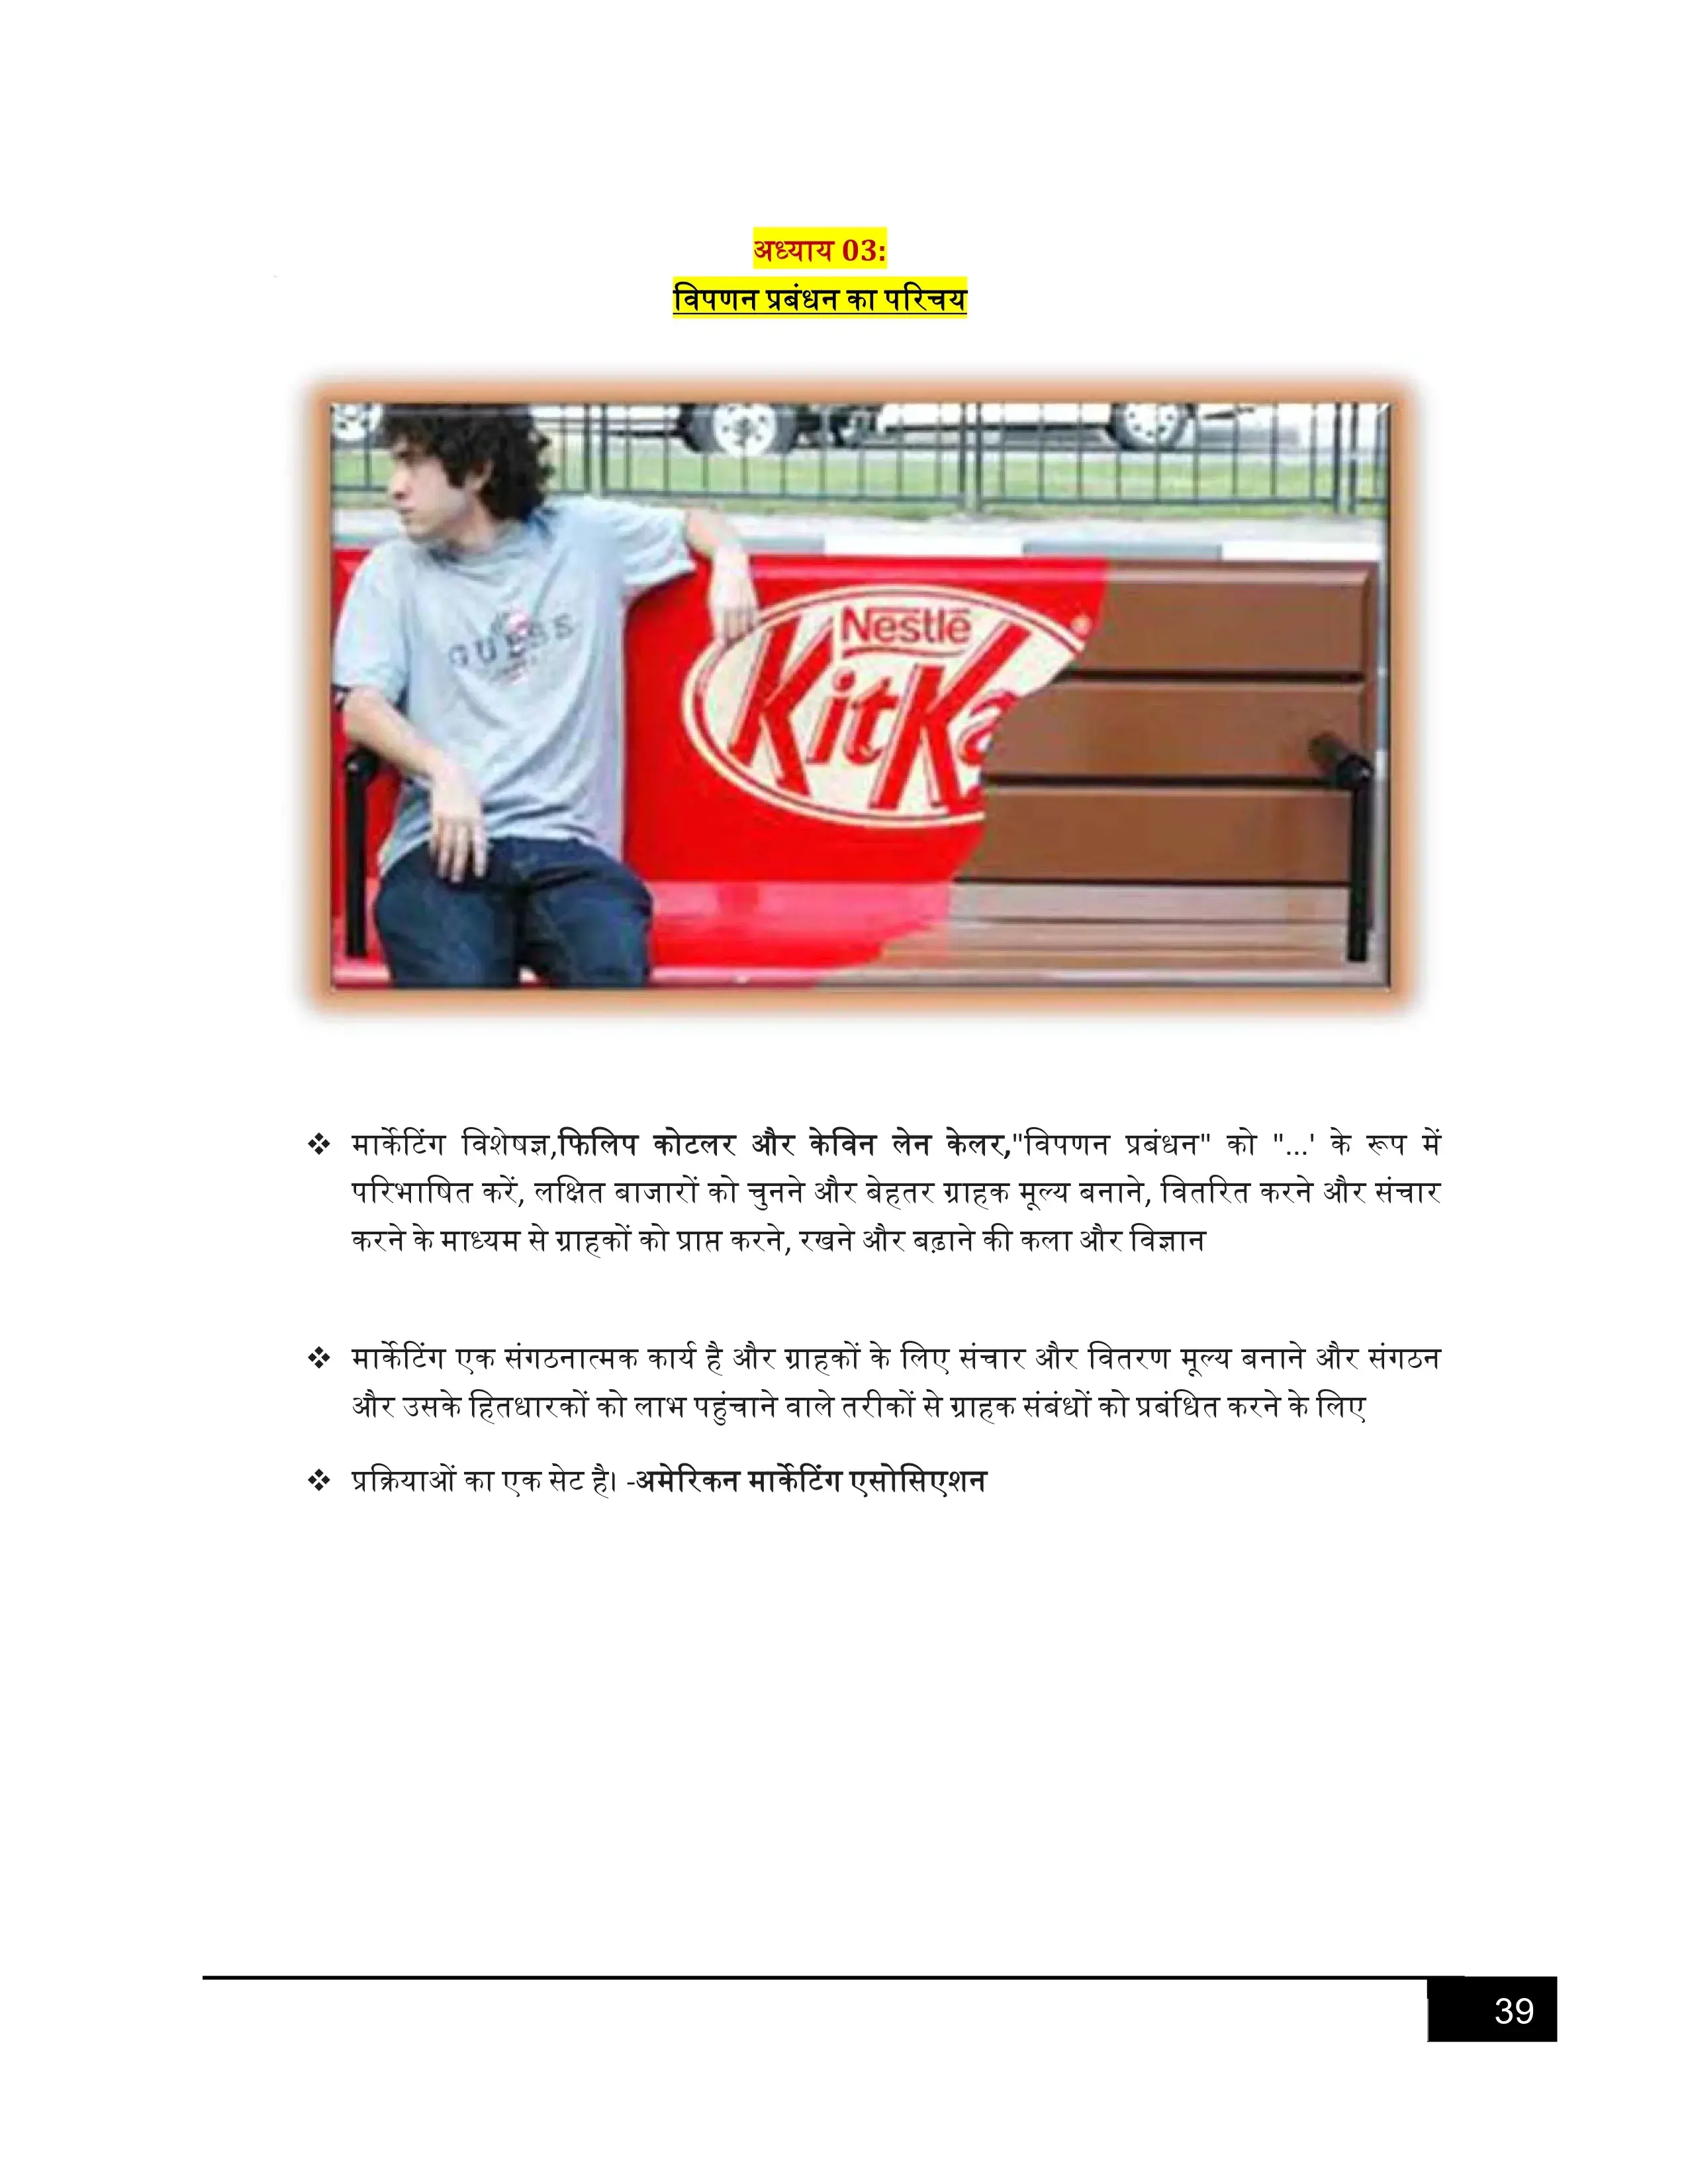 अध्याय 03:
विपणन प्रबंधन का परिचय
GUESS
Nestlē
KitKa
®
❖ मार्केटिंग विशेषज्ञ,फिलिप कोटलर और केविन लेन केलर,"विपणन प्रबंधन" को "...' के रूप में
परिभाषित करें, लक्षित बाजारों को चुनने और बेहतर ग्राहक मूल्य बनाने, वितरित करने और संचार
करने के माध्यम से ग्राहकों को प्राप्त करने, रखने और बढ़ाने की कला और विज्ञान
❖ मार्केटिंग एक संगठनात्मक कार्य है और ग्राहकों के लिए संचार और वितरण मूल्य बनाने और संगठन
और उसके हितधारकों को लाभ पहुंचाने वाले तरीकों से ग्राहक संबंधों को प्रबंधित करने के लिए
❖ प्रक्रियाओं का एक सेट है। -अमेरिकन मार्केटिंग एसोसिएशन
39